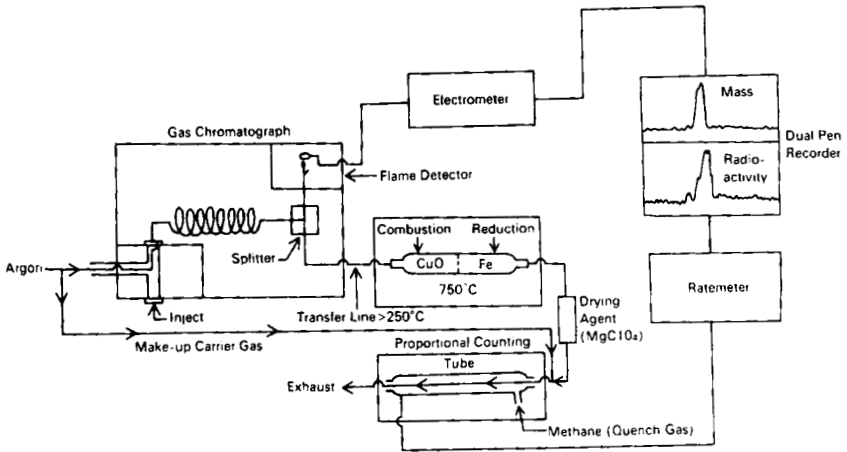 Electrometer
Mass
Radio-
activity
Dual Pen
Recorder
Gas Chromatograph
Flame Detector
Splitter
Combustion
Reduction
CuO
Fe
750°C
Argon
Inject
Transfer Line >250°C
Make-up Carrier Gas
Drying
Agent
(MgC10₄)
Ratemeter
Proportional Counting
Tube
Exhaust
Methane (Quench Gas)